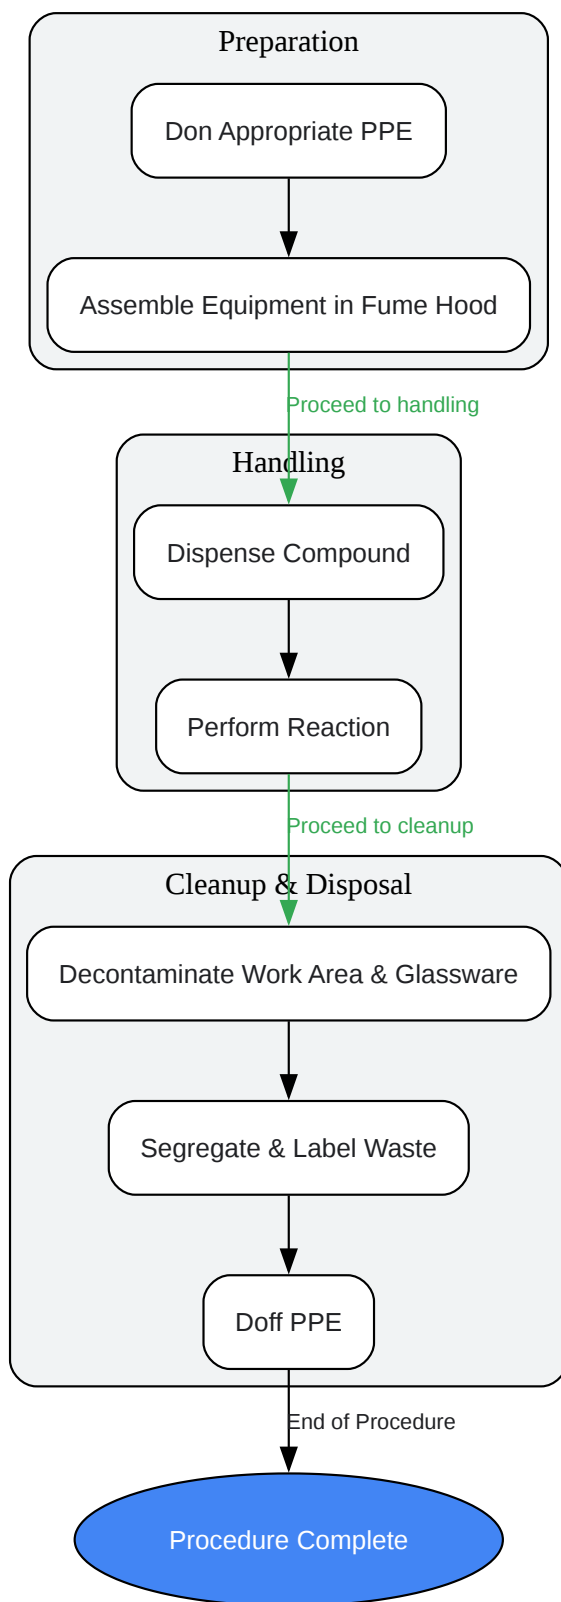 Preparation
Don Appropriate PPE
Assemble Equipment in Fume Hood
Proceed to handling
Handling
Dispense Compound
Perform Reaction
Proceed to cleanup
Cleanup & Disposal
Decontaminate Work Area & Glassware
Segregate & Label Waste
Doff PPE
End of Procedure
Procedure Complete